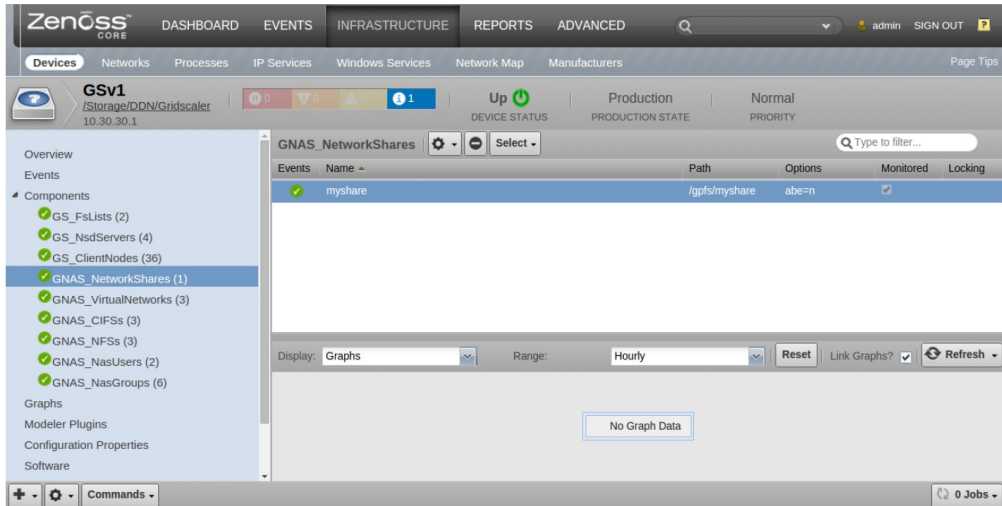 Zenoss CORE DASHBOARD EVENTS INFRASTRUCTURE REPORTS ADVANCED admin SIGN OUT ?
Devices Networks Processes IP Services Windows Services Network Map Manufacturers Page Tips
GSv1
/Storage/DDN/Gridscaler
10.30.30.1
0 0 0 1
Up
DEVICE STATUS
Production
PRODUCTION STATE
Normal
PRIORITY
Overview
Events
Components
GS_FsLists (2)
GS_NsdServers (4)
GS_ClientNodes (36)
GNAS_NetworkShares (1)
GNAS_VirtualNetworks (3)
GNAS_CIFSs (3)
GNAS_NFSs (3)
GNAS_NasUsers (2)
GNAS_NasGroups (6)
Graphs
Modeler Plugins
Configuration Properties
Software
GNAS_NetworkShares Select Type to filter...
Events Name Path Options Monitored Locking
myshare /gpfs/myshare abe=n
Display: Graphs Range: Hourly Reset Link Graphs? Refresh
No Graph Data
Commands 0 Jobs